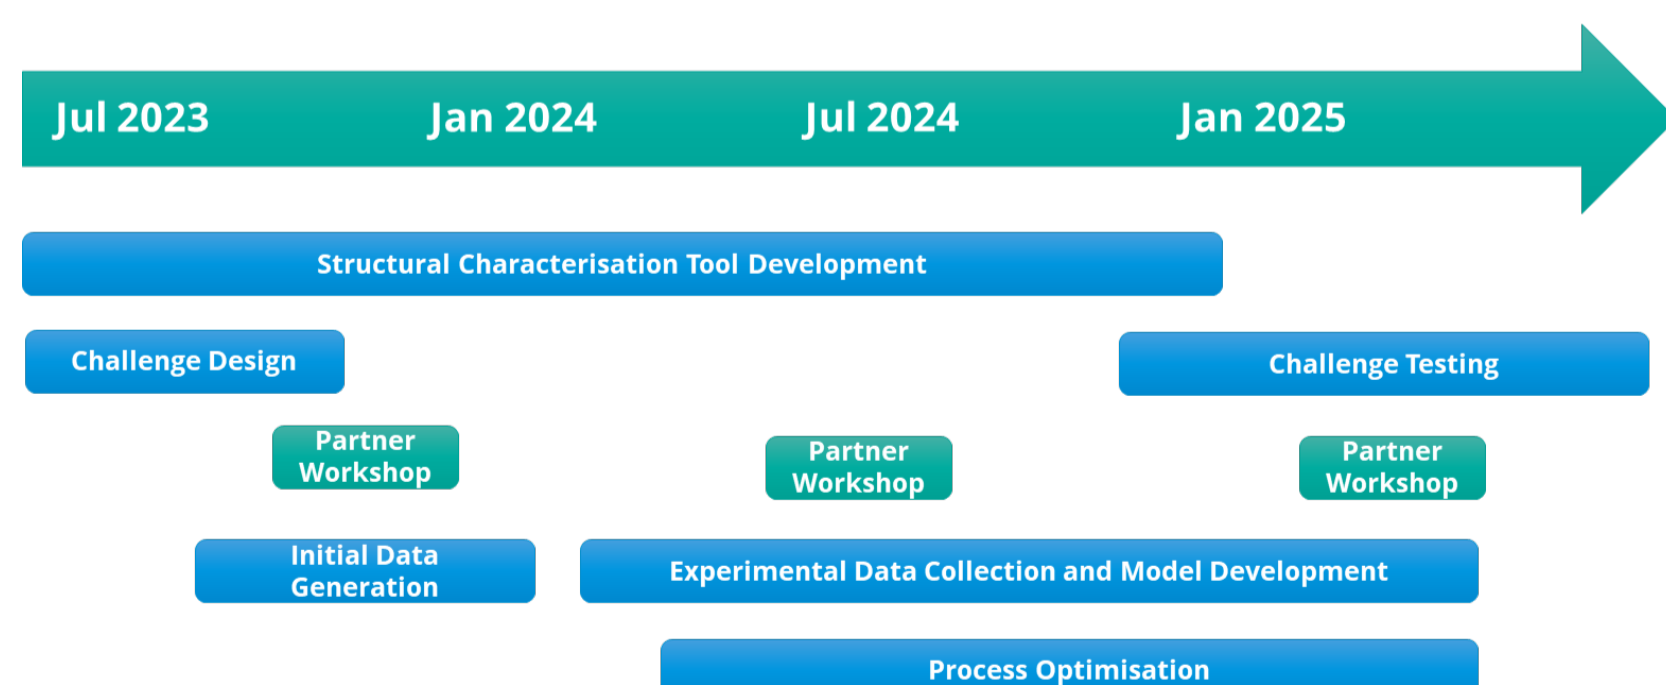 Jul 2023
Jan 2024
Jul 2024
Jan 2025
Structural Characterisation Tool Development
Challenge Design
Challenge Testing
Partner
Workshop
Partner
Workshop
Partner
Workshop
Initial Data
Generation
Experimental Data Collection and Model Development
Process Optimisation